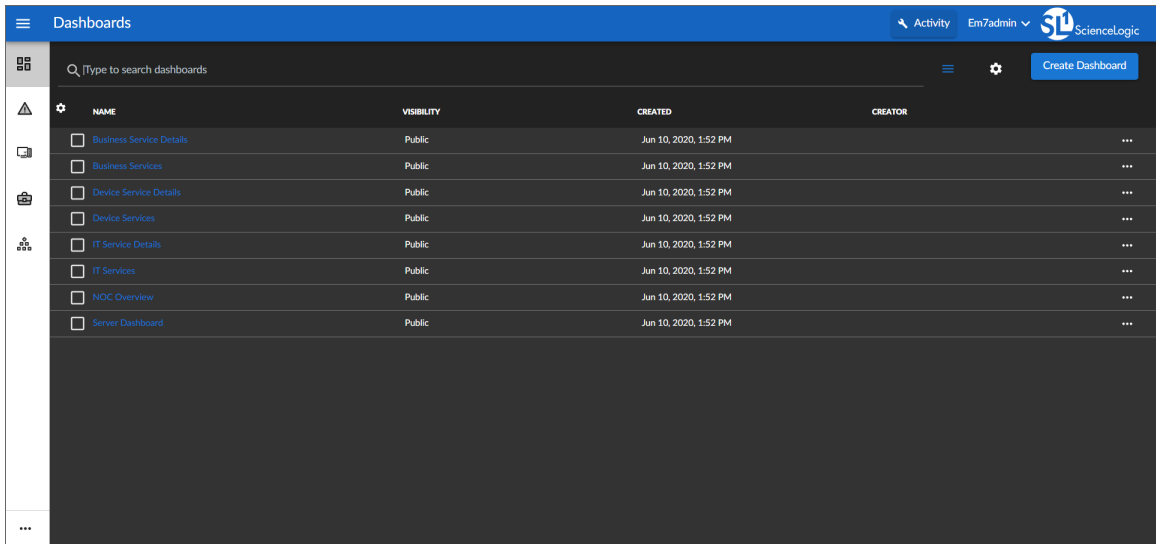 Dashboards
Activity
Em7admin
SL1 ScienceLogic
Type to search dashboards
Create Dashboard
NAME VISIBILITY CREATED CREATOR
Business Service Details Public Jun 10, 2020, 1:52 PM
Business Services Public Jun 10, 2020, 1:52 PM
Device Service Details Public Jun 10, 2020, 1:52 PM
Device Services Public Jun 10, 2020, 1:52 PM
IT Service Details Public Jun 10, 2020, 1:52 PM
IT Services Public Jun 10, 2020, 1:52 PM
NOC Overview Public Jun 10, 2020, 1:52 PM
Server Dashboard Public Jun 10, 2020, 1:52 PM